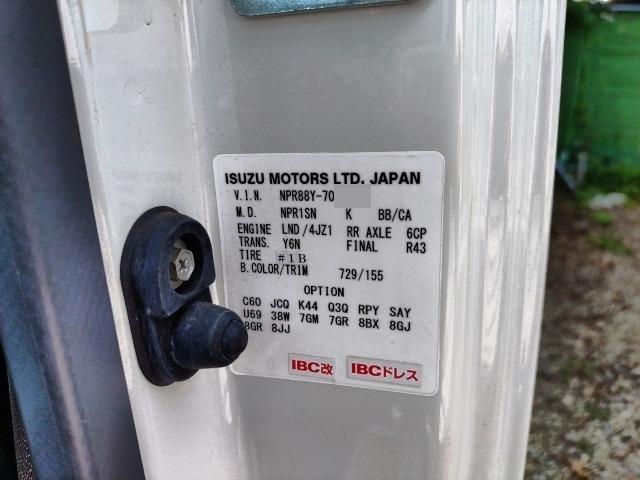 ISUZU MOTORS LTD. JAPAN
V.I.N. NPR88Y-70
M.D. NPR1SN K BB/CA
ENGINE LND/4JZ1 RR AXLE 6CP
TRANS. Y6N FINAL R43
TIRE #1B
B.COLOR/TRIM 729/155
OPTION
C60 JCQ K44 Q3Q RPY SAY
U69 38W 7GM 7GR 8BX 8GJ
8GR 8JJ
IBC改 IBCドレス